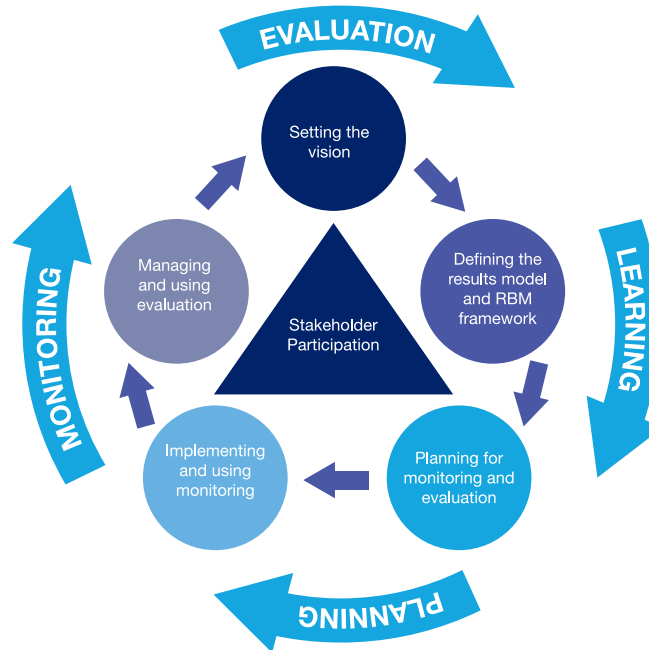 EVALUATION
Setting the
vision
Defining the
results model
and RBM
framework
LEARNING
Planning for
monitoring and
evaluation
PLANNING
Implementing
and using
monitoring
Managing
and using
evaluation
MONITORING
Stakeholder
Participation